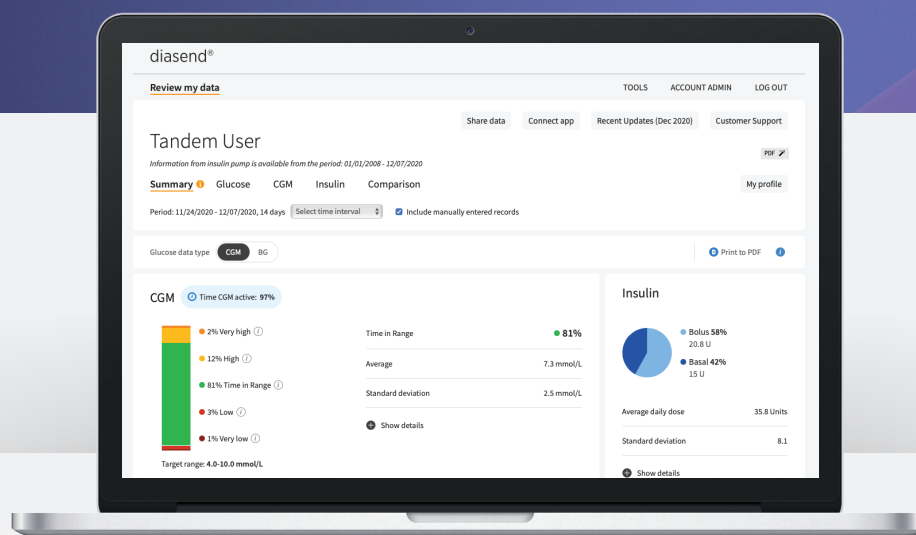 diasend®
Review my data
TOOLS ACCOUNT ADMIN LOG OUT
Share data Connect app Recent Updates (Dec 2020) Customer Support
Tandem User
PDF
Information from insulin pump is available from the period: 01/01/2008 - 12/07/2020
Summary Glucose CGM Insulin Comparison
My profile
Period: 11/24/2020 - 12/07/2020, 14 days Select time interval Include manually entered records
Glucose data type CGM BG
Print to PDF
CGM Time CGM active: 97%
2% Very high
12% High
81% Time in Range
3% Low
1% Very low
Target range: 4.0-10.0 mmol/L
Time in Range 81%
Average 7.3 mmol/L
Standard deviation 2.5 mmol/L
Show details
Insulin
Bolus 58%
20.8 U
Basal 42%
15 U
Average daily dose 35.8 Units
Standard deviation 8.1
Show details